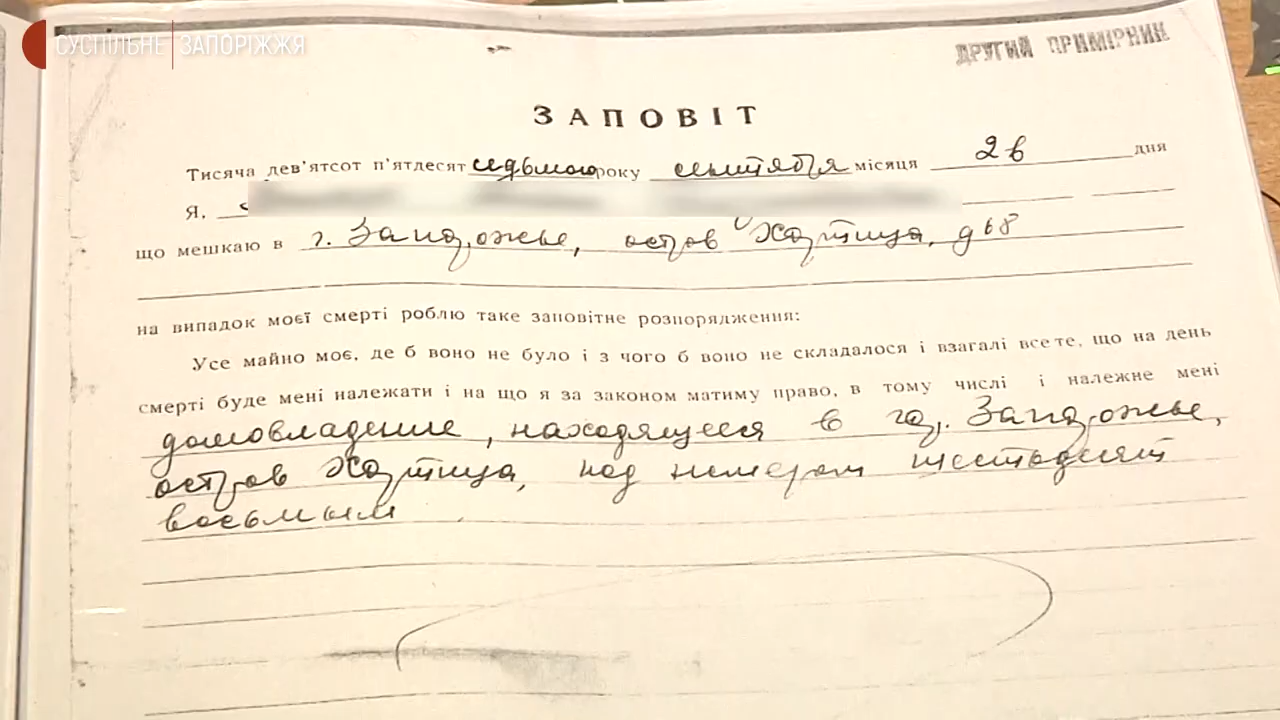 СУСПІЛЬНЕ ЗАПОРІЖЖЯ
ДРУГИЙ ПРИМІРНИК
ЗАПОВІТ
Тисяча дев'ятсот п'ятдесят седьмого року сентября місяця 26 дня
Я,
що мешкаю в г. Запорожье, остров Хортица, д 68
на випадок моєї смерті роблю таке заповітне розпорядження:
Усе майно моє, де б воно не було і з чого б воно не складалося і взагалі все те, що на день
смерті буде мені належати і на що я за законом матиму право, в тому числі і належне мені
домовладение, находящееся в гор. Запорожье,
остров Хортица, под номером шестьдесят
восьмым